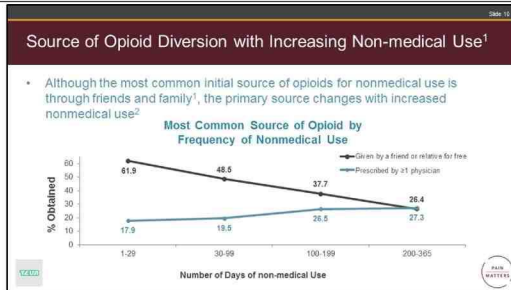 Slide 10
Source of Opioid Diversion with Increasing Non-medical Use1
• Although the most common initial source of opioids for nonmedical use is
through friends and family1, the primary source changes with increased
nonmedical use2
Most Common Source of Opioid by
Frequency of Nonmedical Use
Given by a friend or relative for free
Prescribed by ≥1 physician
% Obtained
60
50
40
30
20
10
0
61.9
48.5
37.7
26.4
17.9
19.5
26.5
27.3
1-29
30-99
100-199
200-365
Number of Days of non-medical Use
TEVA
PAIN
MATTERS